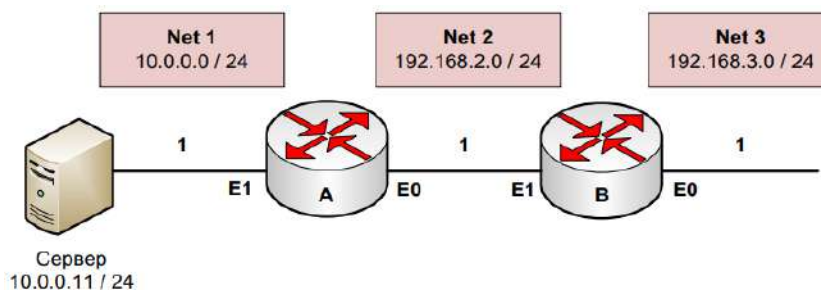 Net 1
10.0.0.0 / 24
Net 2
192.168.2.0 / 24
Net 3
192.168.3.0 / 24
1
1
1
E1
A
E0
E1
B
E0
Сервер
10.0.0.11 / 24